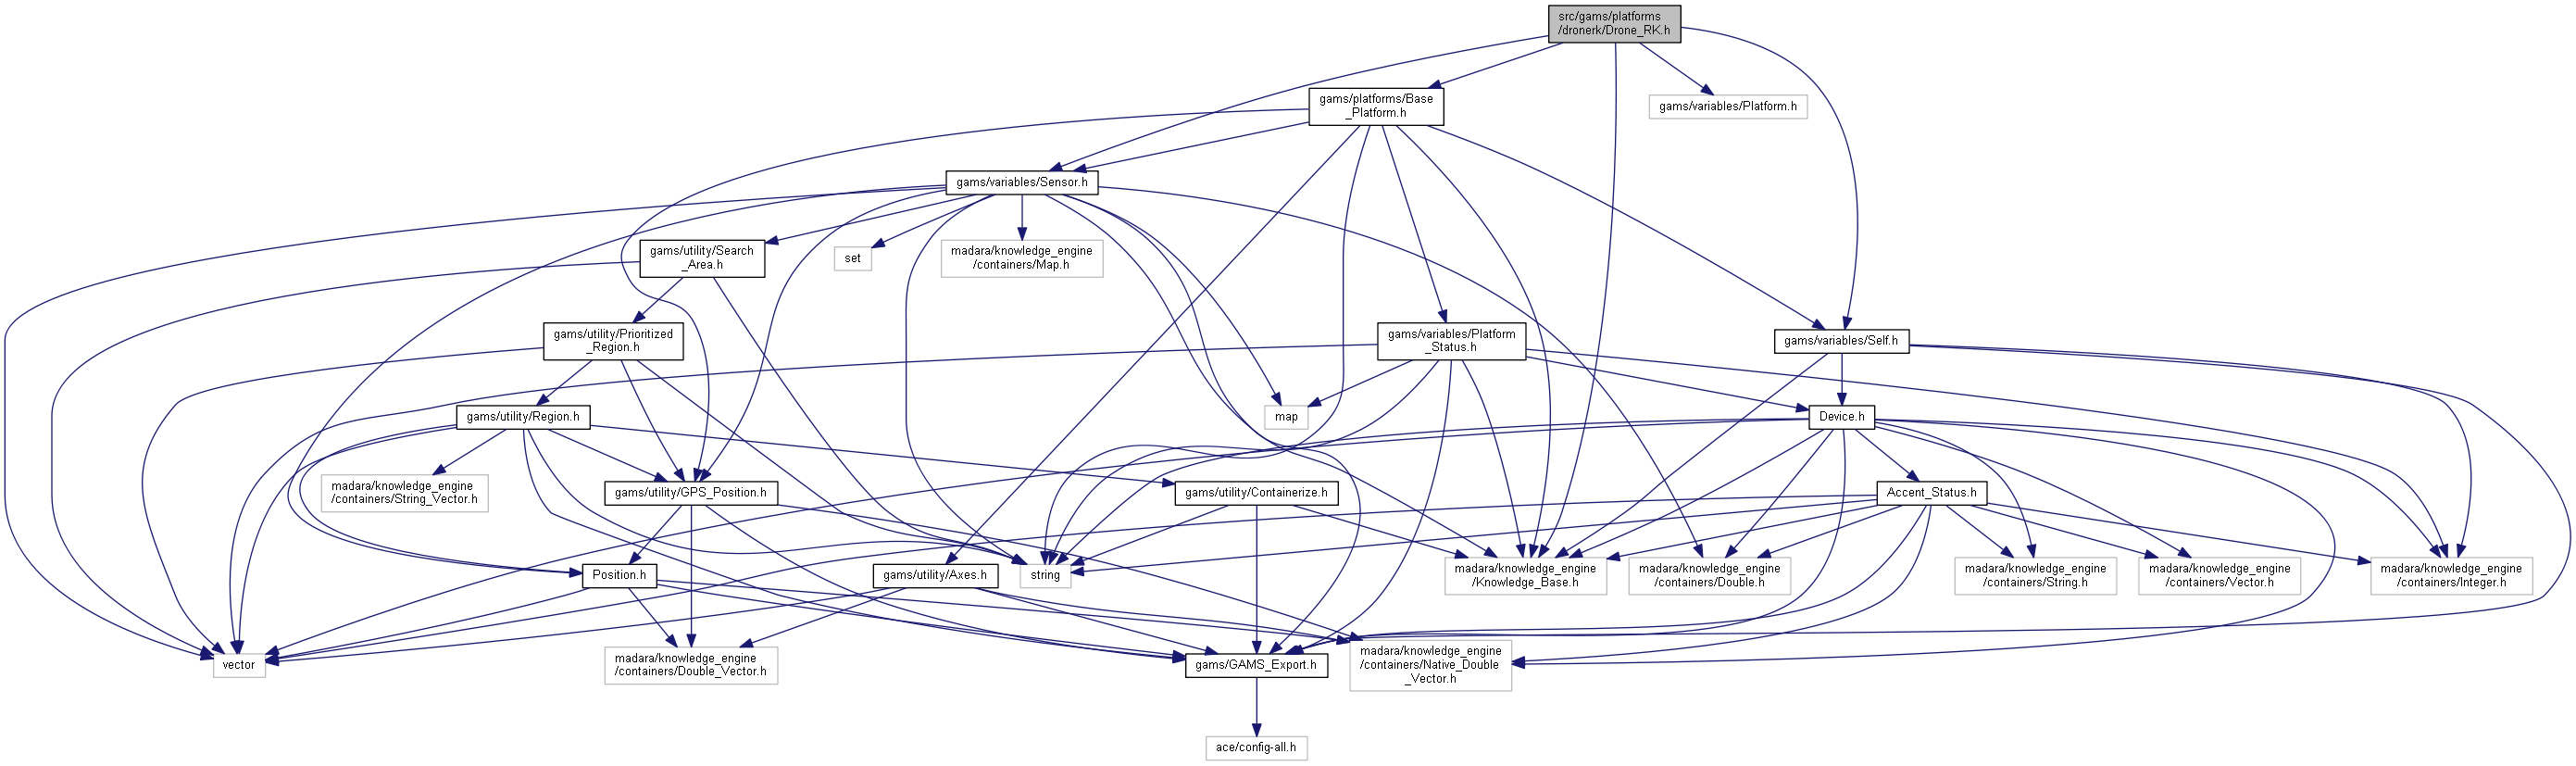 src/gams/platforms
/dronerk/Drone_RK.h
gams/platforms/Base
_Platform.h
gams/variables/Platform.h
gams/variables/Sensor.h
gams/utility/Search
_Area.h
set
madara/knowledge_engine
/containers/Map.h
gams/utility/Prioritized
_Region.h
gams/variables/Platform
_Status.h
gams/variables/Self.h
gams/utility/Region.h
map
Device.h
madara/knowledge_engine
/containers/String_Vector.h
gams/utility/GPS_Position.h
gams/utility/Containerize.h
Accent_Status.h
Position.h
gams/utility/Axes.h
string
madara/knowledge_engine
/Knowledge_Base.h
madara/knowledge_engine
/containers/Double.h
madara/knowledge_engine
/containers/String.h
madara/knowledge_engine
/containers/Vector.h
madara/knowledge_engine
/containers/Integer.h
vector
madara/knowledge_engine
/containers/Double_Vector.h
gams/GAMS_Export.h
madara/knowledge_engine
/containers/Native_Double
_Vector.h
ace/config-all.h